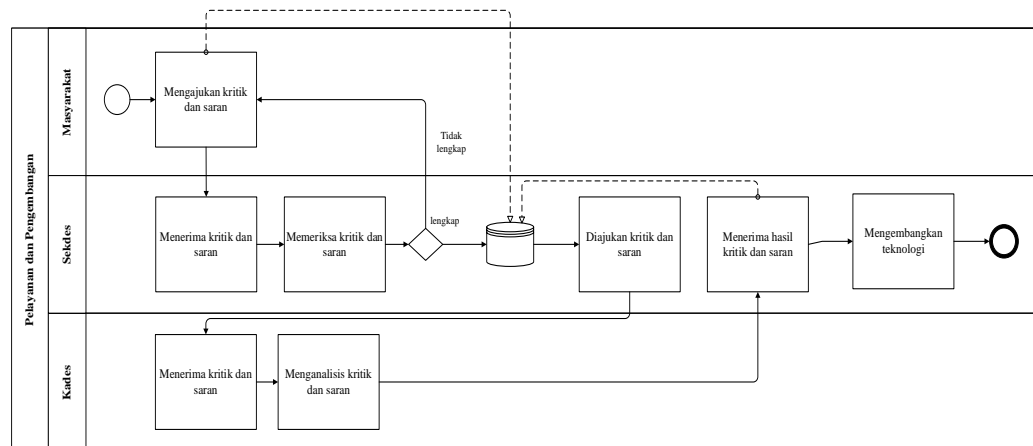 Pelayanan dan Pengembangan
Masyarakat
Mengajukan kritik
dan saran
Tidak
lengkap
Sekdes
Menerima kritik dan
saran
Memeriksa kritik dan
saran
lengkap
Diajukan kritik dan
saran
Menerima hasil
kritik dan saran
Mengembangkan
teknologi
Kades
Menerima kritik dan
saran
Menganalisis kritik
dan saran